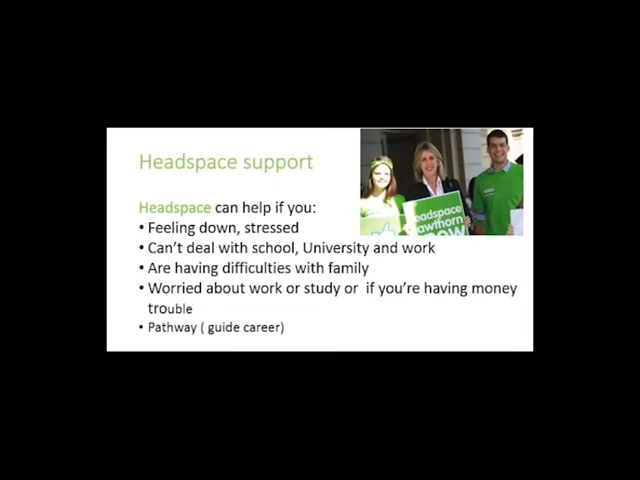 Headspace support
Headspace can help if you:
• Feeling down, stressed
• Can't deal with school, University and work
• Are having difficulties with family
• Worried about work or study or if you're having money
trouble
• Pathway ( guide career)
headspace
hawthorn
now